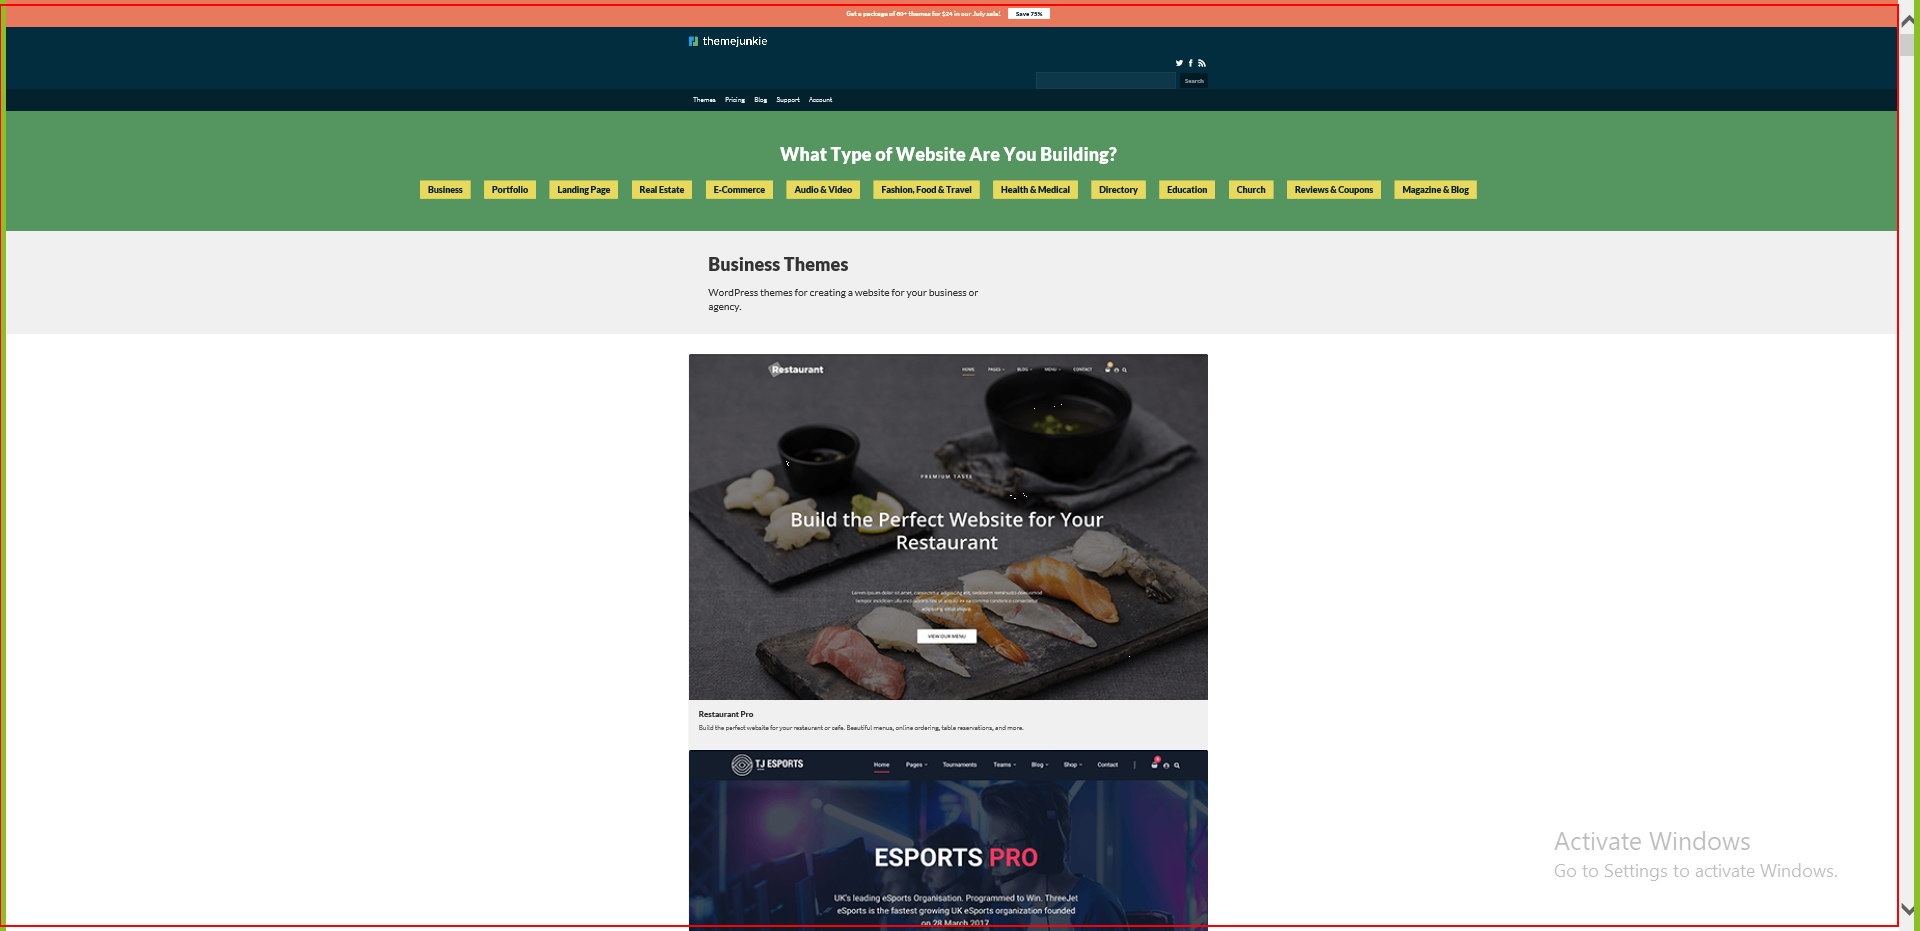 Get a package of 60+ themes for $24 in our July sale! Save 75%
themejunkie
Search
Themes Pricing Blog Support Account
What Type of Website Are You Building?
Business Portfolio Landing Page Real Estate E-Commerce Audio & Video Fashion, Food & Travel Health & Medical Directory Education Church Reviews & Coupons Magazine & Blog
Business Themes
WordPress themes for creating a website for your business or
agency.
Restaurant HOME PAGES BLOG MENU CONTACT
PREMIUM TASTE
Build the Perfect Website for Your
Restaurant
VIEW OUR MENU
Restaurant Pro
Build the perfect website for your restaurant or cafe. Beautiful menus, online ordering, table reservations, and more.
TJ ESPORTS Home Pages Tournaments Teams Blog Shop Contact
ESPORTS PRO
UK's leading eSports Organisation. Programmed to Win. ThreeJet
eSports is the fastest growing UK eSports organization founded
on 28 March 2017
Activate Windows
Go to Settings to activate Windows.